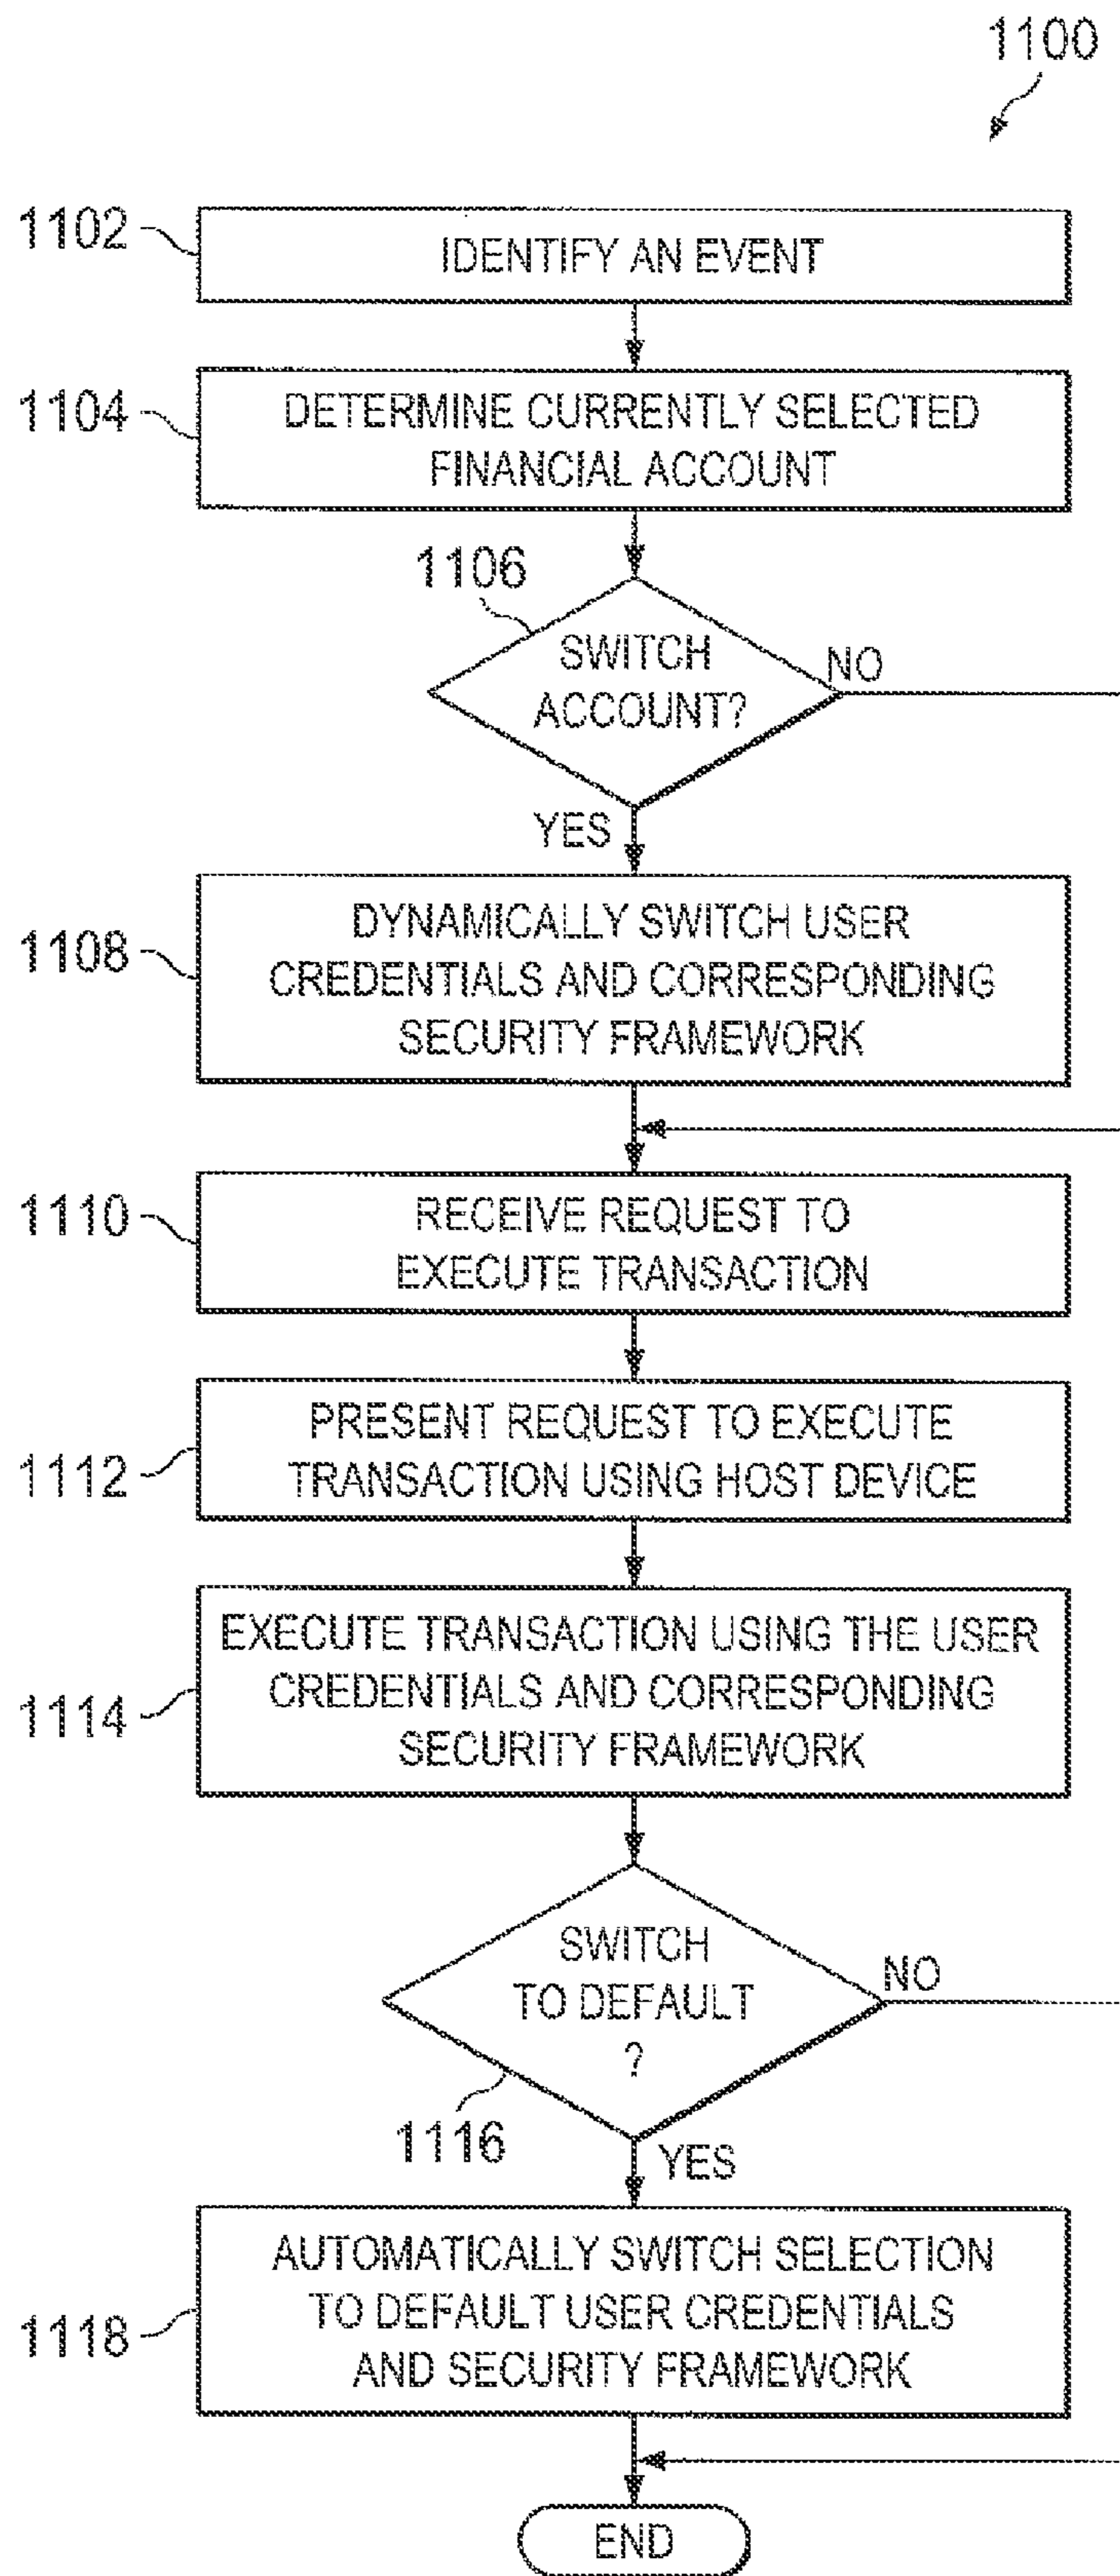 1100
1102
IDENTIFY AN EVENT
1104
DETERMINE CURRENTLY SELECTED
FINANCIAL ACCOUNT
1106
SWITCH
ACCOUNT?
NO
YES
1108
DYNAMICALLY SWITCH USER
CREDENTIALS AND CORRESPONDING
SECURITY FRAMEWORK
1110
RECEIVE REQUEST TO
EXECUTE TRANSACTION
1112
PRESENT REQUEST TO EXECUTE
TRANSACTION USING HOST DEVICE
1114
EXECUTE TRANSACTION USING THE USER
CREDENTIALS AND CORRESPONDING
SECURITY FRAMEWORK
SWITCH
TO DEFAULT
?
NO
1116
YES
1118
AUTOMATICALLY SWITCH SELECTION
TO DEFAULT USER CREDENTIALS
AND SECURITY FRAMEWORK
END